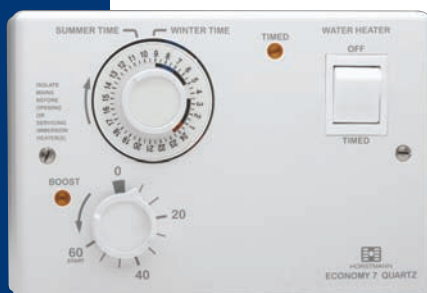 SUMMER TIME WINTER TIME
TIMED
WATER HEATER
OFF
ISOLATE
MAINS
BEFORE
OPENING
OR
SERVICING
IMMERSION
HEATER(S)
TIMED
BOOST
0
20
40
60
START
HORSTMANN
ECONOMY 7 QUARTZ